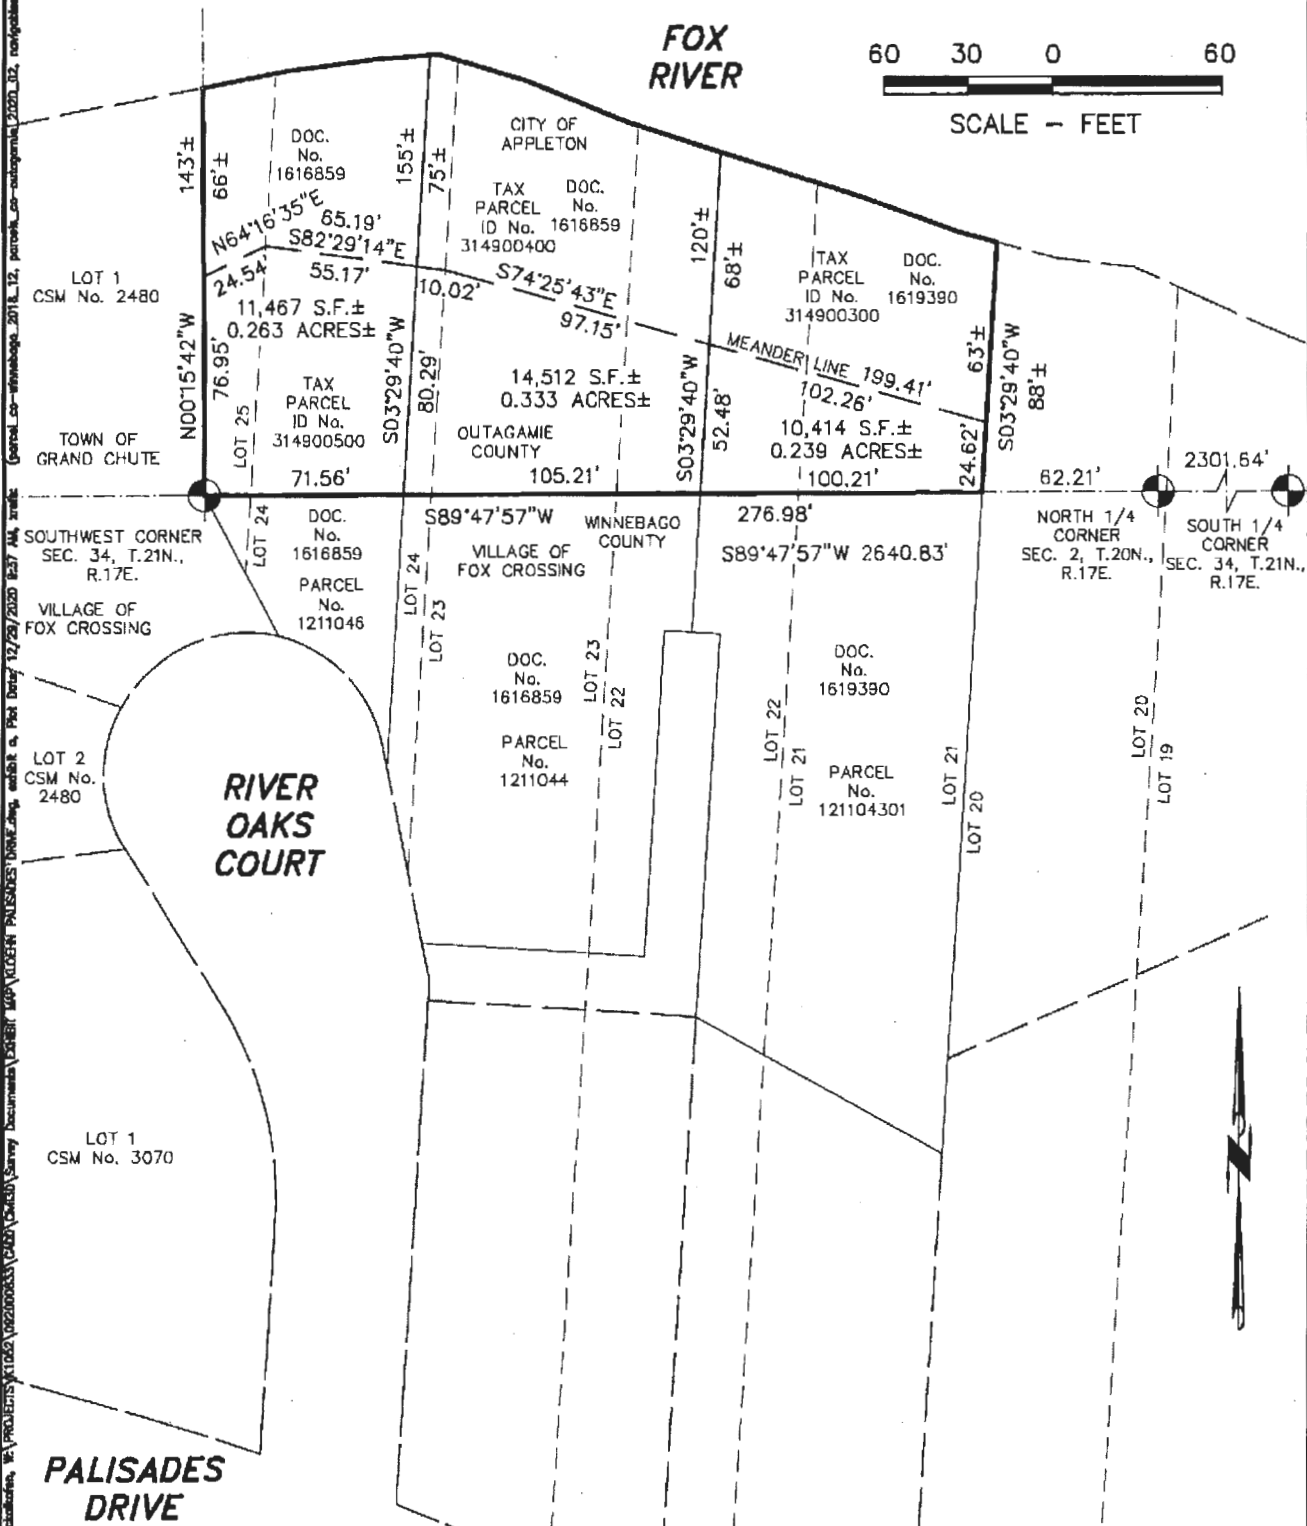 FOX
RIVER
60 30 0 60
SCALE - FEET
143'±
66'±
DOC.
No.
1616859
155'±
75'±
CITY OF
APPLETON
TAX
PARCEL
ID No.
314900400
DOC.
No.
1616859
120'±
68'±
TAX
PARCEL
ID No.
314900300
DOC.
No.
1619390
63'±
S03°29'40"W
88'±
N64°16'35"E
24.54'
65.19'
S82°29'14"E
55.17'
10.02'
S74°25'43"E
97.15'
MEANDER LINE 199.41'
102.26'
LOT 1
CSM No. 2480
N00°15'42"W
76.95'
11,467 S.F.±
0.263 ACRES±
TAX
PARCEL
ID No.
314900500
LOT 25
71.56'
S03°29'40"W
80.29'
14,512 S.F.±
0.333 ACRES±
OUTAGAMIE
COUNTY
105.21'
S03°29'40"W
52.48'
10,414 S.F.±
0.239 ACRES±
100.21'
24.62'
62.21'
2301.64'
TOWN OF
GRAND CHUTE
SOUTHWEST CORNER
SEC. 34, T.21N.,
R.17E.
VILLAGE OF
FOX CROSSING
LOT 24
DOC.
No.
1616859
PARCEL
No.
1211046
S89°47'57"W
276.98'
WINNEBAGO
COUNTY
VILLAGE OF
FOX CROSSING
S89°47'57"W 2640.83'
NORTH 1/4
CORNER
SEC. 2, T.20N.,
R.17E.
SOUTH 1/4
CORNER
SEC. 34, T.21N.,
R.17E.
LOT 24
LOT 23
DOC.
No.
1616859
PARCEL
No.
1211044
LOT 23
LOT 22
DOC.
No.
1619390
PARCEL
No.
121104301
LOT 22
LOT 21
LOT 21
LOT 20
LOT 20
LOT 19
LOT 2
CSM No.
2480
RIVER
OAKS
COURT
LOT 1
CSM No. 3070
PALISADES
DRIVE